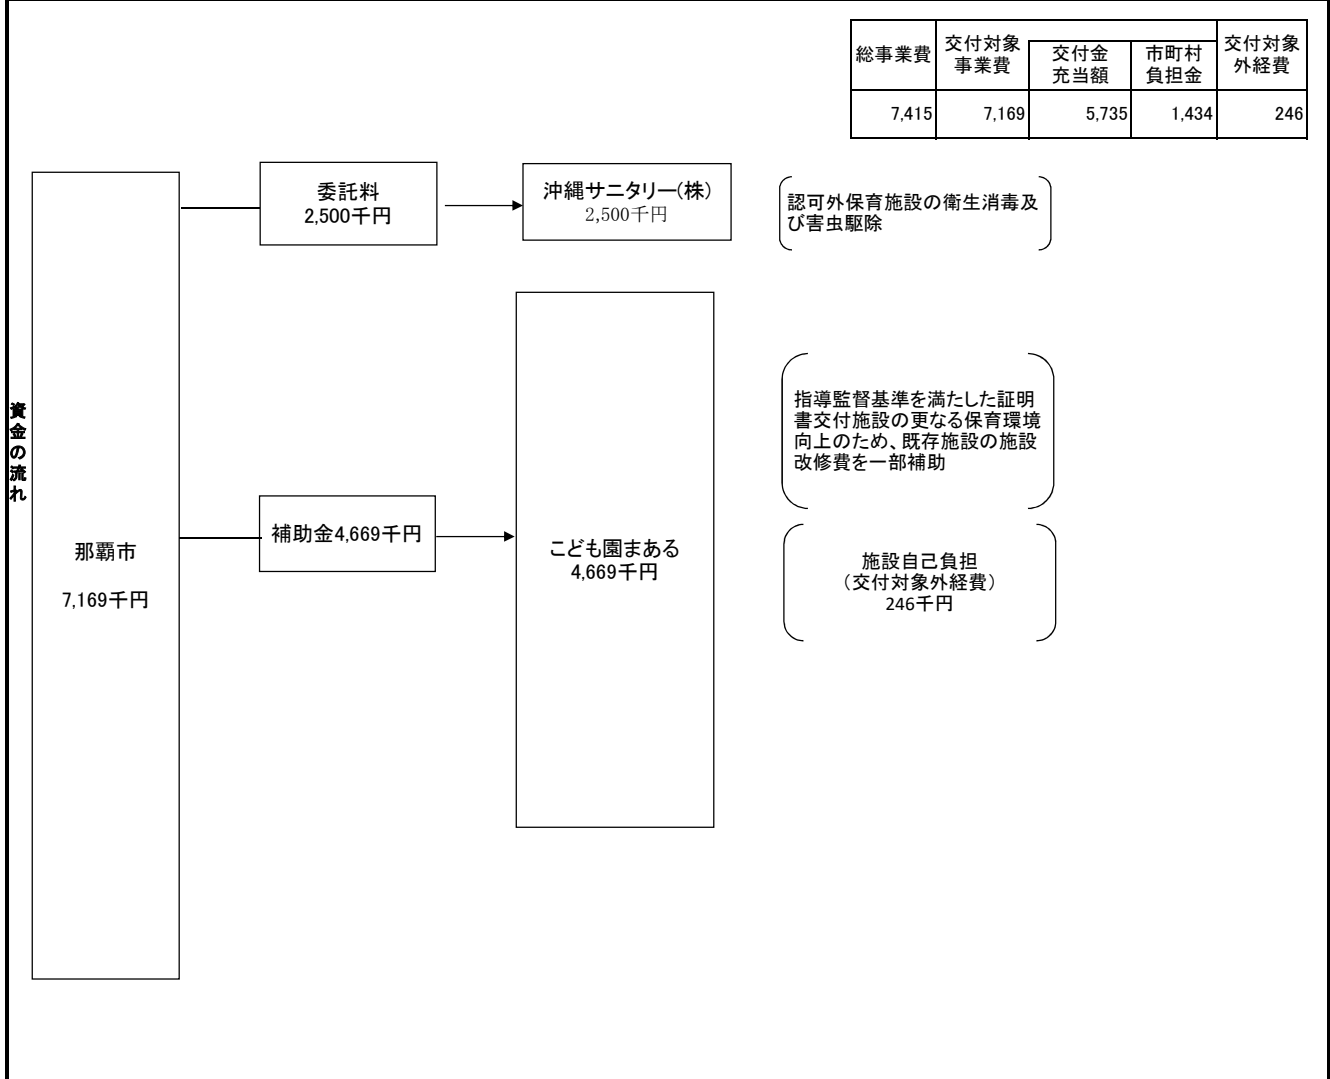 総事業費
交付対象
事業費
交付金
充当額
市町村
負担金
交付対象
外経費
7,415
7,169
5,735
1,434
246
資金の流れ
那覇市
7,169千円
委託料
2,500千円
沖縄サニタリー(株)
2,500千円
認可外保育施設の衛生消毒及
び害虫駆除
補助金4,669千円
こども園まある
4,669千円
指導監督基準を満たした証明
書交付施設の更なる保育環境
向上のため、既存施設の施設
改修費を一部補助
施設自己負担
（交付対象外経費）
246千円